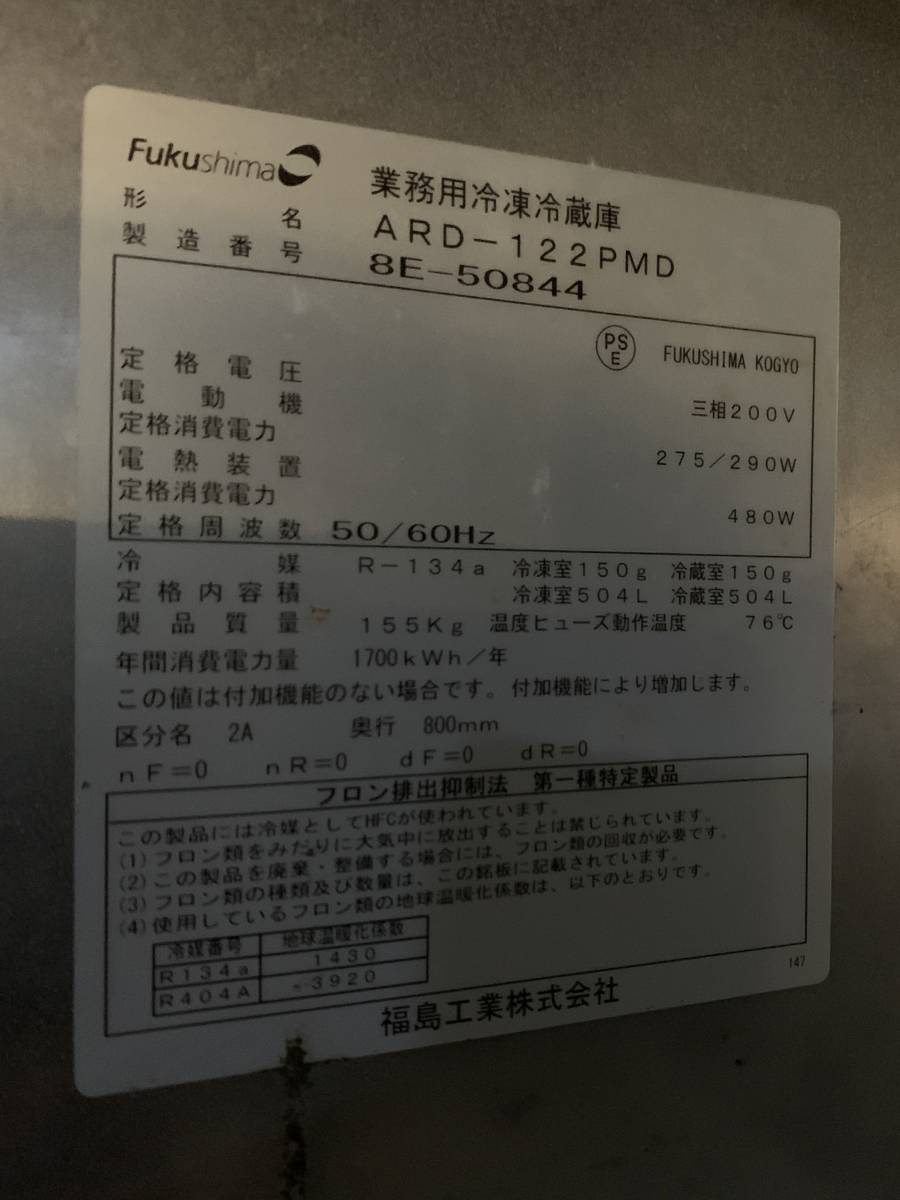 Fukushima 業務用冷凍冷蔵庫
形名 ARD-122PMD
製造番号 8E-50844
PSE FUKUSHIMA KOGYO
定格電圧 三相200V
電動機
定格消費電力 275/290W
電熱装置
定格消費電力 480W
定格周波数 50/60Hz
冷媒 R-134a 冷凍室150g 冷蔵室150g
定格内容積 冷凍室504L 冷蔵室504L
製品質量 155Kg 温度ヒューズ動作温度 76℃
年間消費電力量 1700kWh/年
この値は付加機能のない場合です。付加機能により増加します。
区分名 2A 奥行 800mm
nF=0 nR=0 dF=0 dR=0
フロン排出抑制法 第一種特定製品
この製品には冷媒としてHFCが使われています。
(1)フロン類をみだりに大気中に放出することは禁じられています。
(2)この製品を廃棄・整備する場合には、フロン類の回収が必要です。
(3)フロン類の種類及び数量は、この銘板に記載されています。
(4)使用しているフロン類の地球温暖化係数は、以下のとおりです。
冷媒番号 地球温暖化係数
R134a 1430
R404A 3920
147
福島工業株式会社